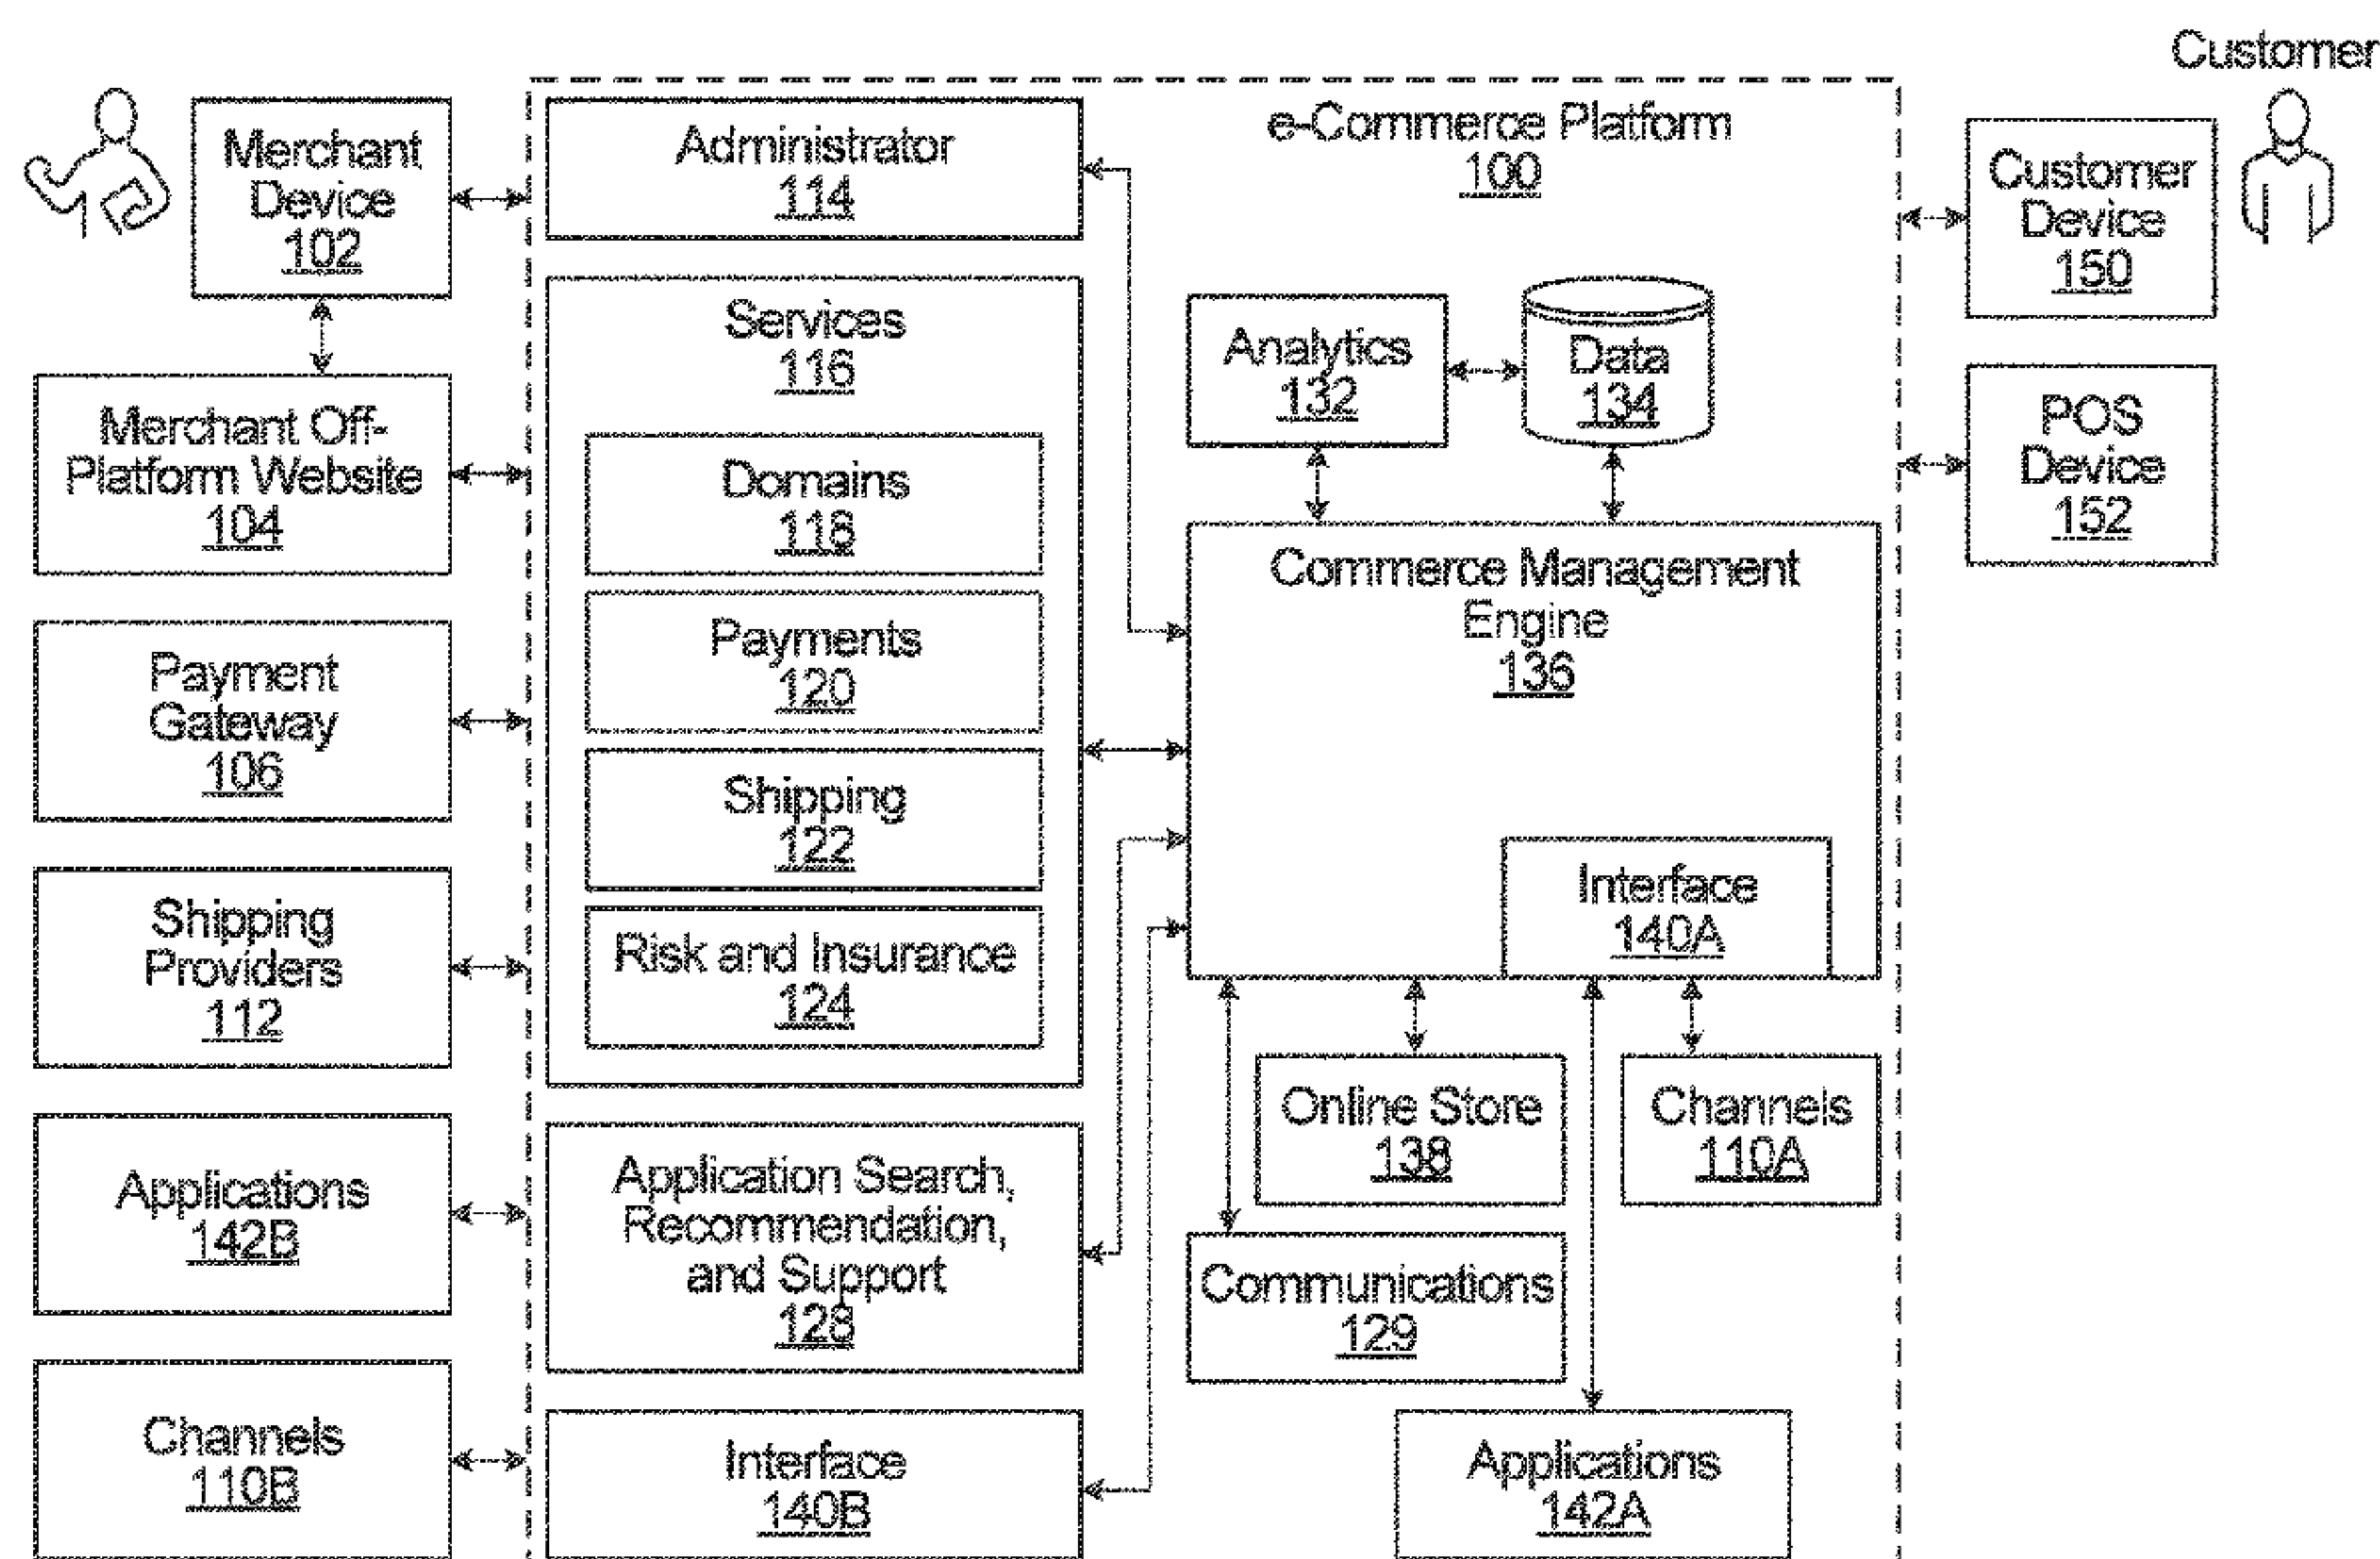 Customer
Merchant
Device
102
Administrator
114
e-Commerce Platform
100
Customer
Device
150
Services
116
Analytics
132
Data
134
Merchant Off-
Platform Website
104
POS
Device
152
Domains
118
Commerce Management
Engine
136
Payment
Gateway
106
Payments
120
Shipping
122
Interface
140A
Shipping
Providers
112
Risk and Insurance
124
Online Store
138
Channels
110A
Applications
142B
Application Search,
Recommendation,
and Support
128
Communications
129
Channels
110B
Interface
140B
Applications
142A